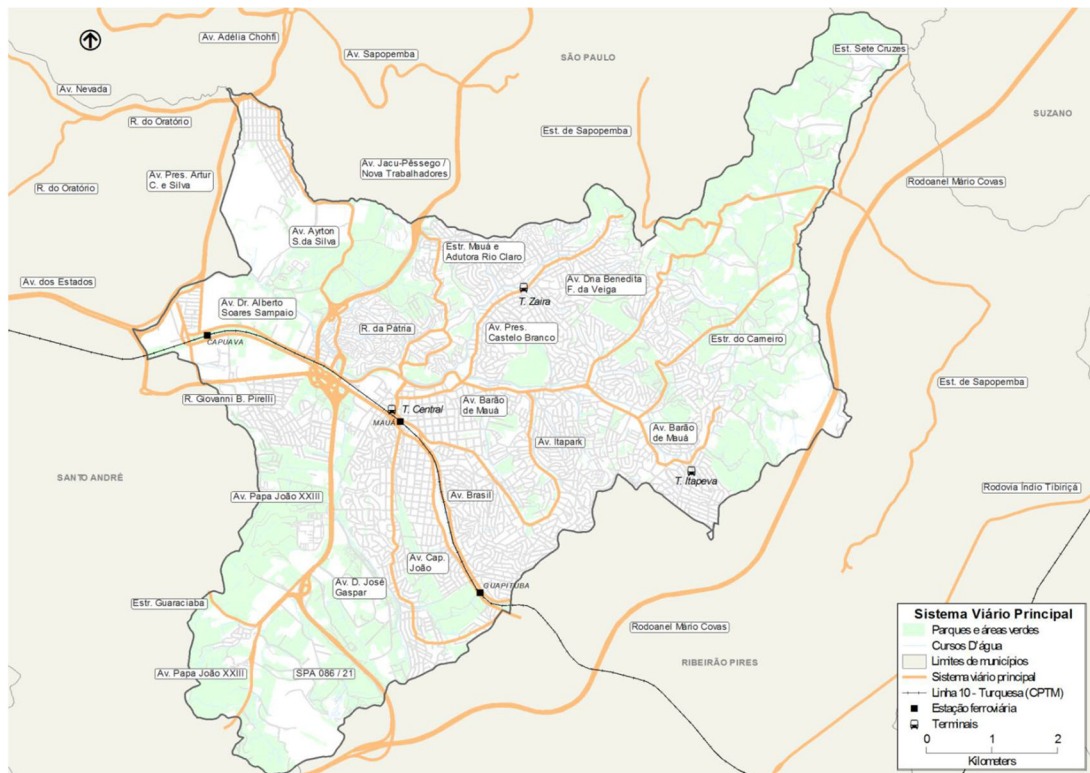 Av. Adélia Chohfi
Est. Sete Cruzes
Av. Sapopemba
SÃO PAULO
Av. Nevada
SUZANO
R. do Oratório
Est. de Sapopemba
Av. Jacu-Pêssego /
Nova Trabalhadores
Av. Pres. Artur
C. e Silva
R. do Oratório
Rodoanel Mário Covas
Av. Ayrton
S.da Silva
Estr. Mauá e
Adutora Rio Claro
Av. dos Estados
Av. Dna Benedita
F. da Veiga
T. Zaira
Av. Dr. Alberto
Soares Sampaio
R. da Pátria
Av. Pres.
Castelo Branco
Estr. do Carneiro
CAPUAVA
Est. de Sapopemba
R. Giovanni B. Pirelli
Av. Barão
de Mauá
T. Central
MAUÁ
Av. Barão
de Mauá
Av. Itapark
SANTO ANDRÉ
T. Itapeva
Rodovia Índio Tibiriçá
Av. Papa João XXIII
Av. Brasil
Av. Cap.
João
Av. D. José
Gaspar
GUAPITUBA
Estr. Guaraciaba
Rodoanel Mário Covas
RIBEIRÃO PIRES
Av. Papa João XXIII
SPA 086 / 21
Sistema Viário Principal
Parques e áreas verdes
Cursos D'água
Limites de municípios
Sistema viário principal
Linha 10 - Turquesa (CPTM)
Estação ferroviária
Terminais
0 1 2
Kilometers